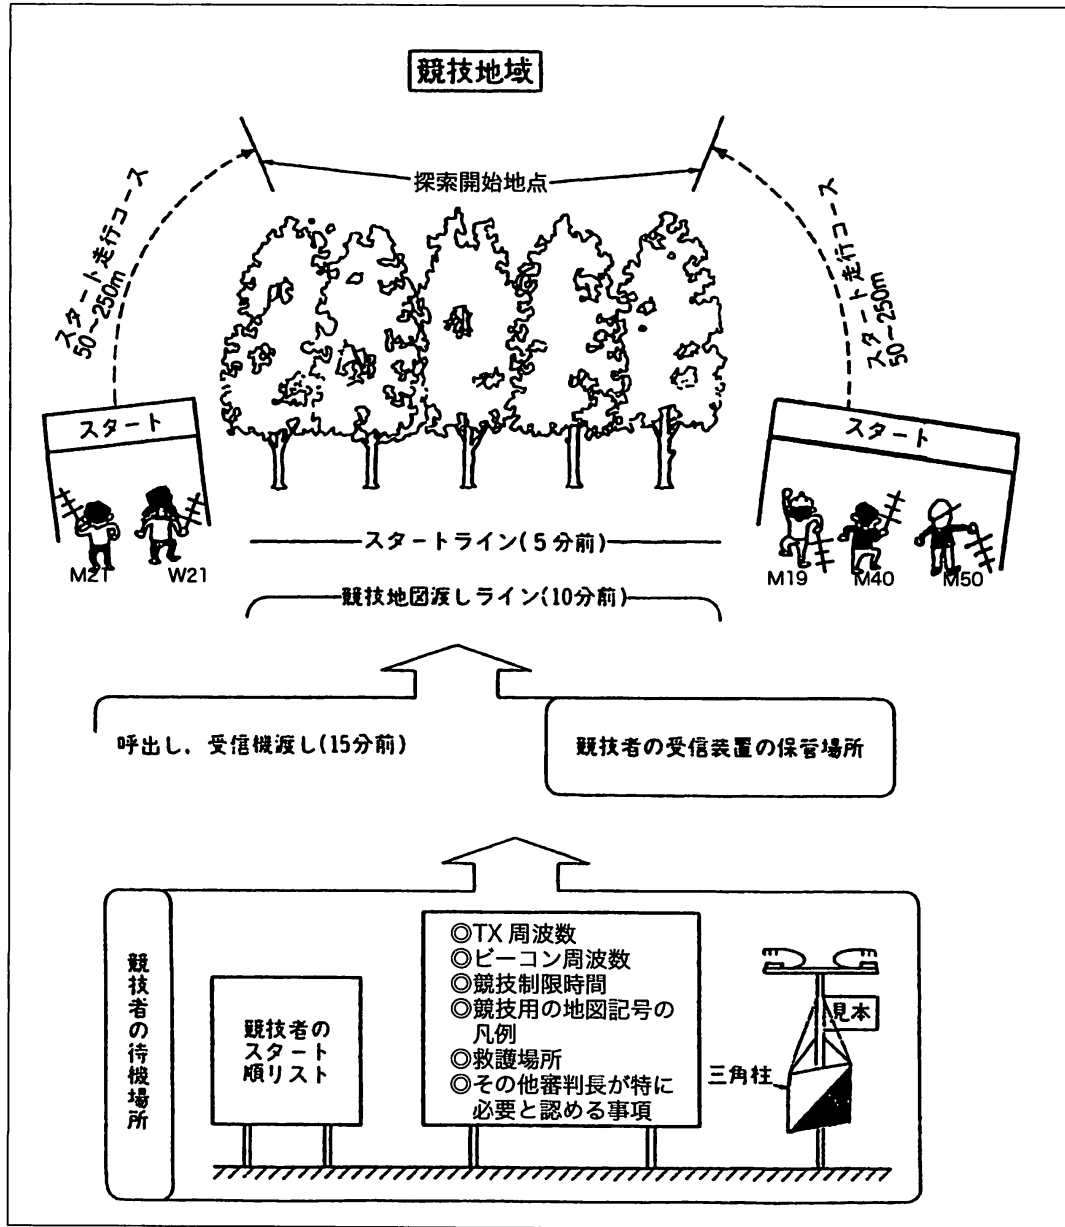 競技地域
探索開始地点
スタート走行コース
50～250m
スタート走行コース
50～250m
スタート
スタート
M21
W21
M19
M40
M50
スタートライン(5分前)
競技地図渡しライン(10分前)
呼出し，受信機渡し(15分前)
競技者の受信装置の保管場所
競技者の待機場所
競技者の
スタート
順リスト
◎TX 周波数
◎ビーコン周波数
◎競技制限時間
◎競技用の地図記号の
凡例
◎救護場所
◎その他審判長が特に
必要と認める事項
見本
三角柱